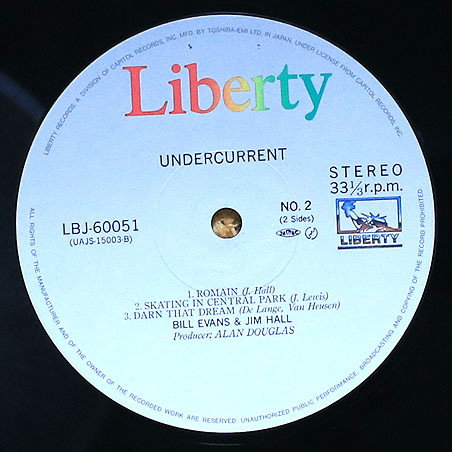 LIBERTY RECORDS, A DIVISION OF CAPITOL RECORDS, INC. MFD. BY TOSHIBA-EMI LTD. IN JAPAN. UNDER LICENSE FROM CAPITOL RECORDS, INC.
Liberty
UNDERCURRENT
STEREO
33 1/3 r.p.m.
NO. 2
(2 Sides)
LBJ-60051
(UAJS-15003-B)
LIBERTY
1. ROMAIN (J. Hall)
2. SKATING IN CENTRAL PARK (J. Lewis)
3. DARN THAT DREAM (De Lange, Van Heusen)
BILL EVANS & JIM HALL
Producer: ALAN DOUGLAS
ALL RIGHTS OF THE MANUFACTURER AND OF THE OWNER OF THE RECORDED WORK ARE RESERVED. UNAUTHORIZED PUBLIC PERFORMANCE, BROADCASTING AND COPYING OF THE RECORD PROHIBITED.